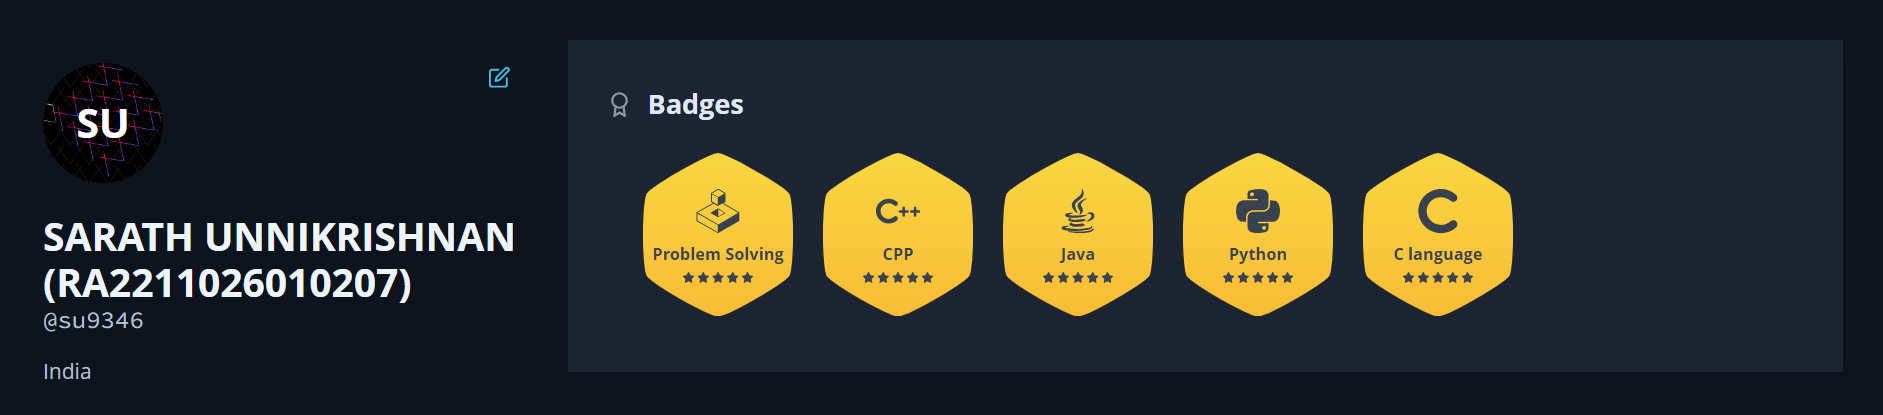 SU
SARATH UNNIKRISHNAN
(RA2211026010207)
@su9346
India
Badges
Problem Solving
C++
CPP
Java
Python
C
C language